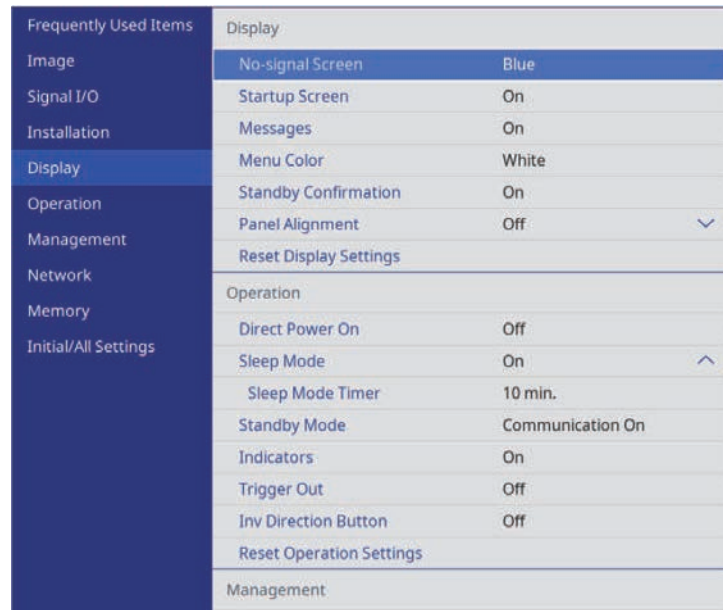 Frequently Used Items
Image
Signal I/O
Installation
Display
Operation
Management
Network
Memory
Initial/All Settings
Display
No-signal Screen Blue
Startup Screen On
Messages On
Menu Color White
Standby Confirmation On
Panel Alignment Off
Reset Display Settings
Operation
Direct Power On Off
Sleep Mode On
Sleep Mode Timer 10 min.
Standby Mode Communication On
Indicators On
Trigger Out Off
Inv Direction Button Off
Reset Operation Settings
Management